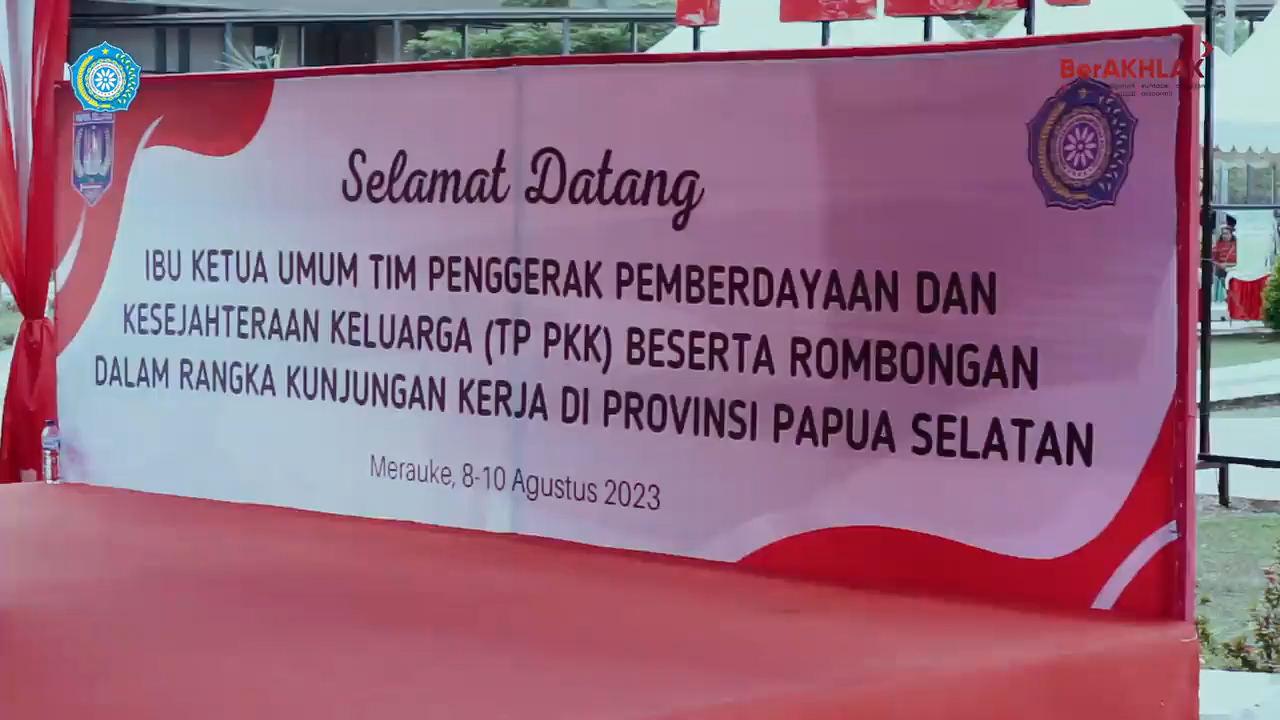 BerAKHLAK
Selamat Datang
IBU KETUA UMUM TIM PENGGERAK PEMBERDAYAAN DAN
KESEJAHTERAAN KELUARGA (TP PKK) BESERTA ROMBONGAN
DALAM RANGKA KUNJUNGAN KERJA DI PROVINSI PAPUA SELATAN
Merauke, 8-10 Agustus 2023